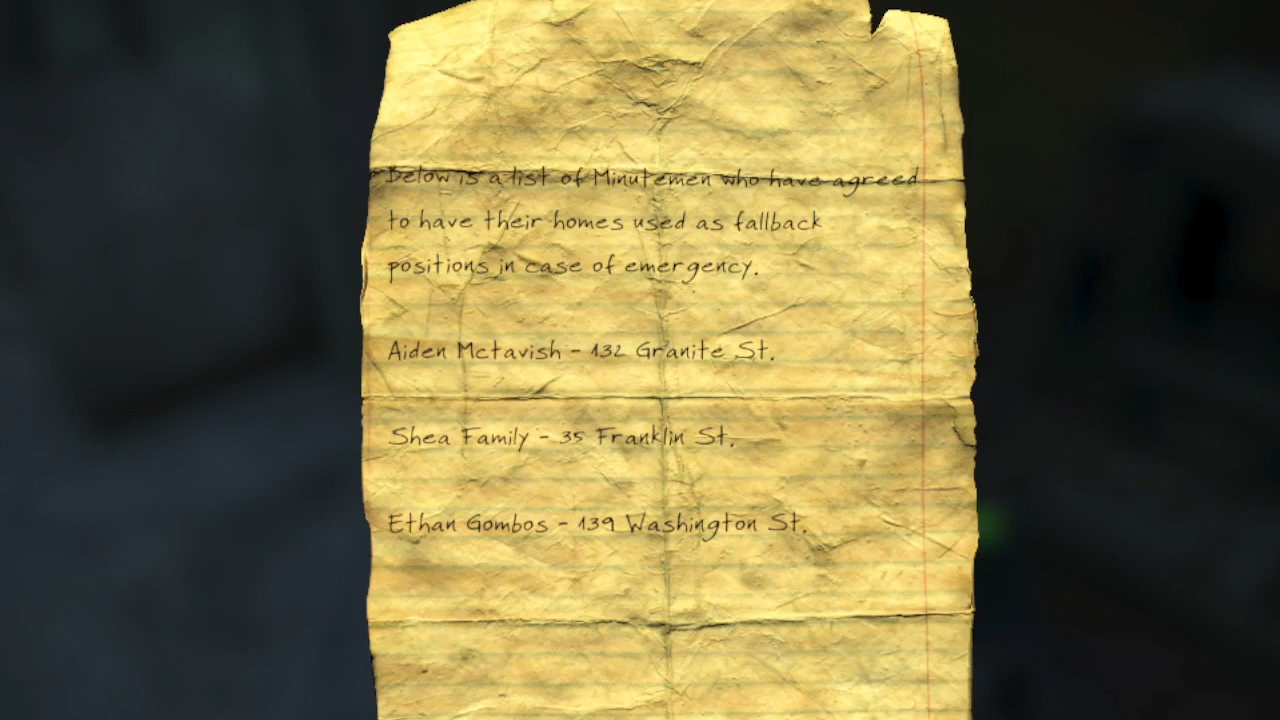 Below is a list of Minutemen who have agreed
to have their homes used as fallback
positions in case of emergency.
Aiden McTavish - 132 Granite St.
Shea Family - 35 Franklin St.
Ethan Gombos - 139 Washington St.